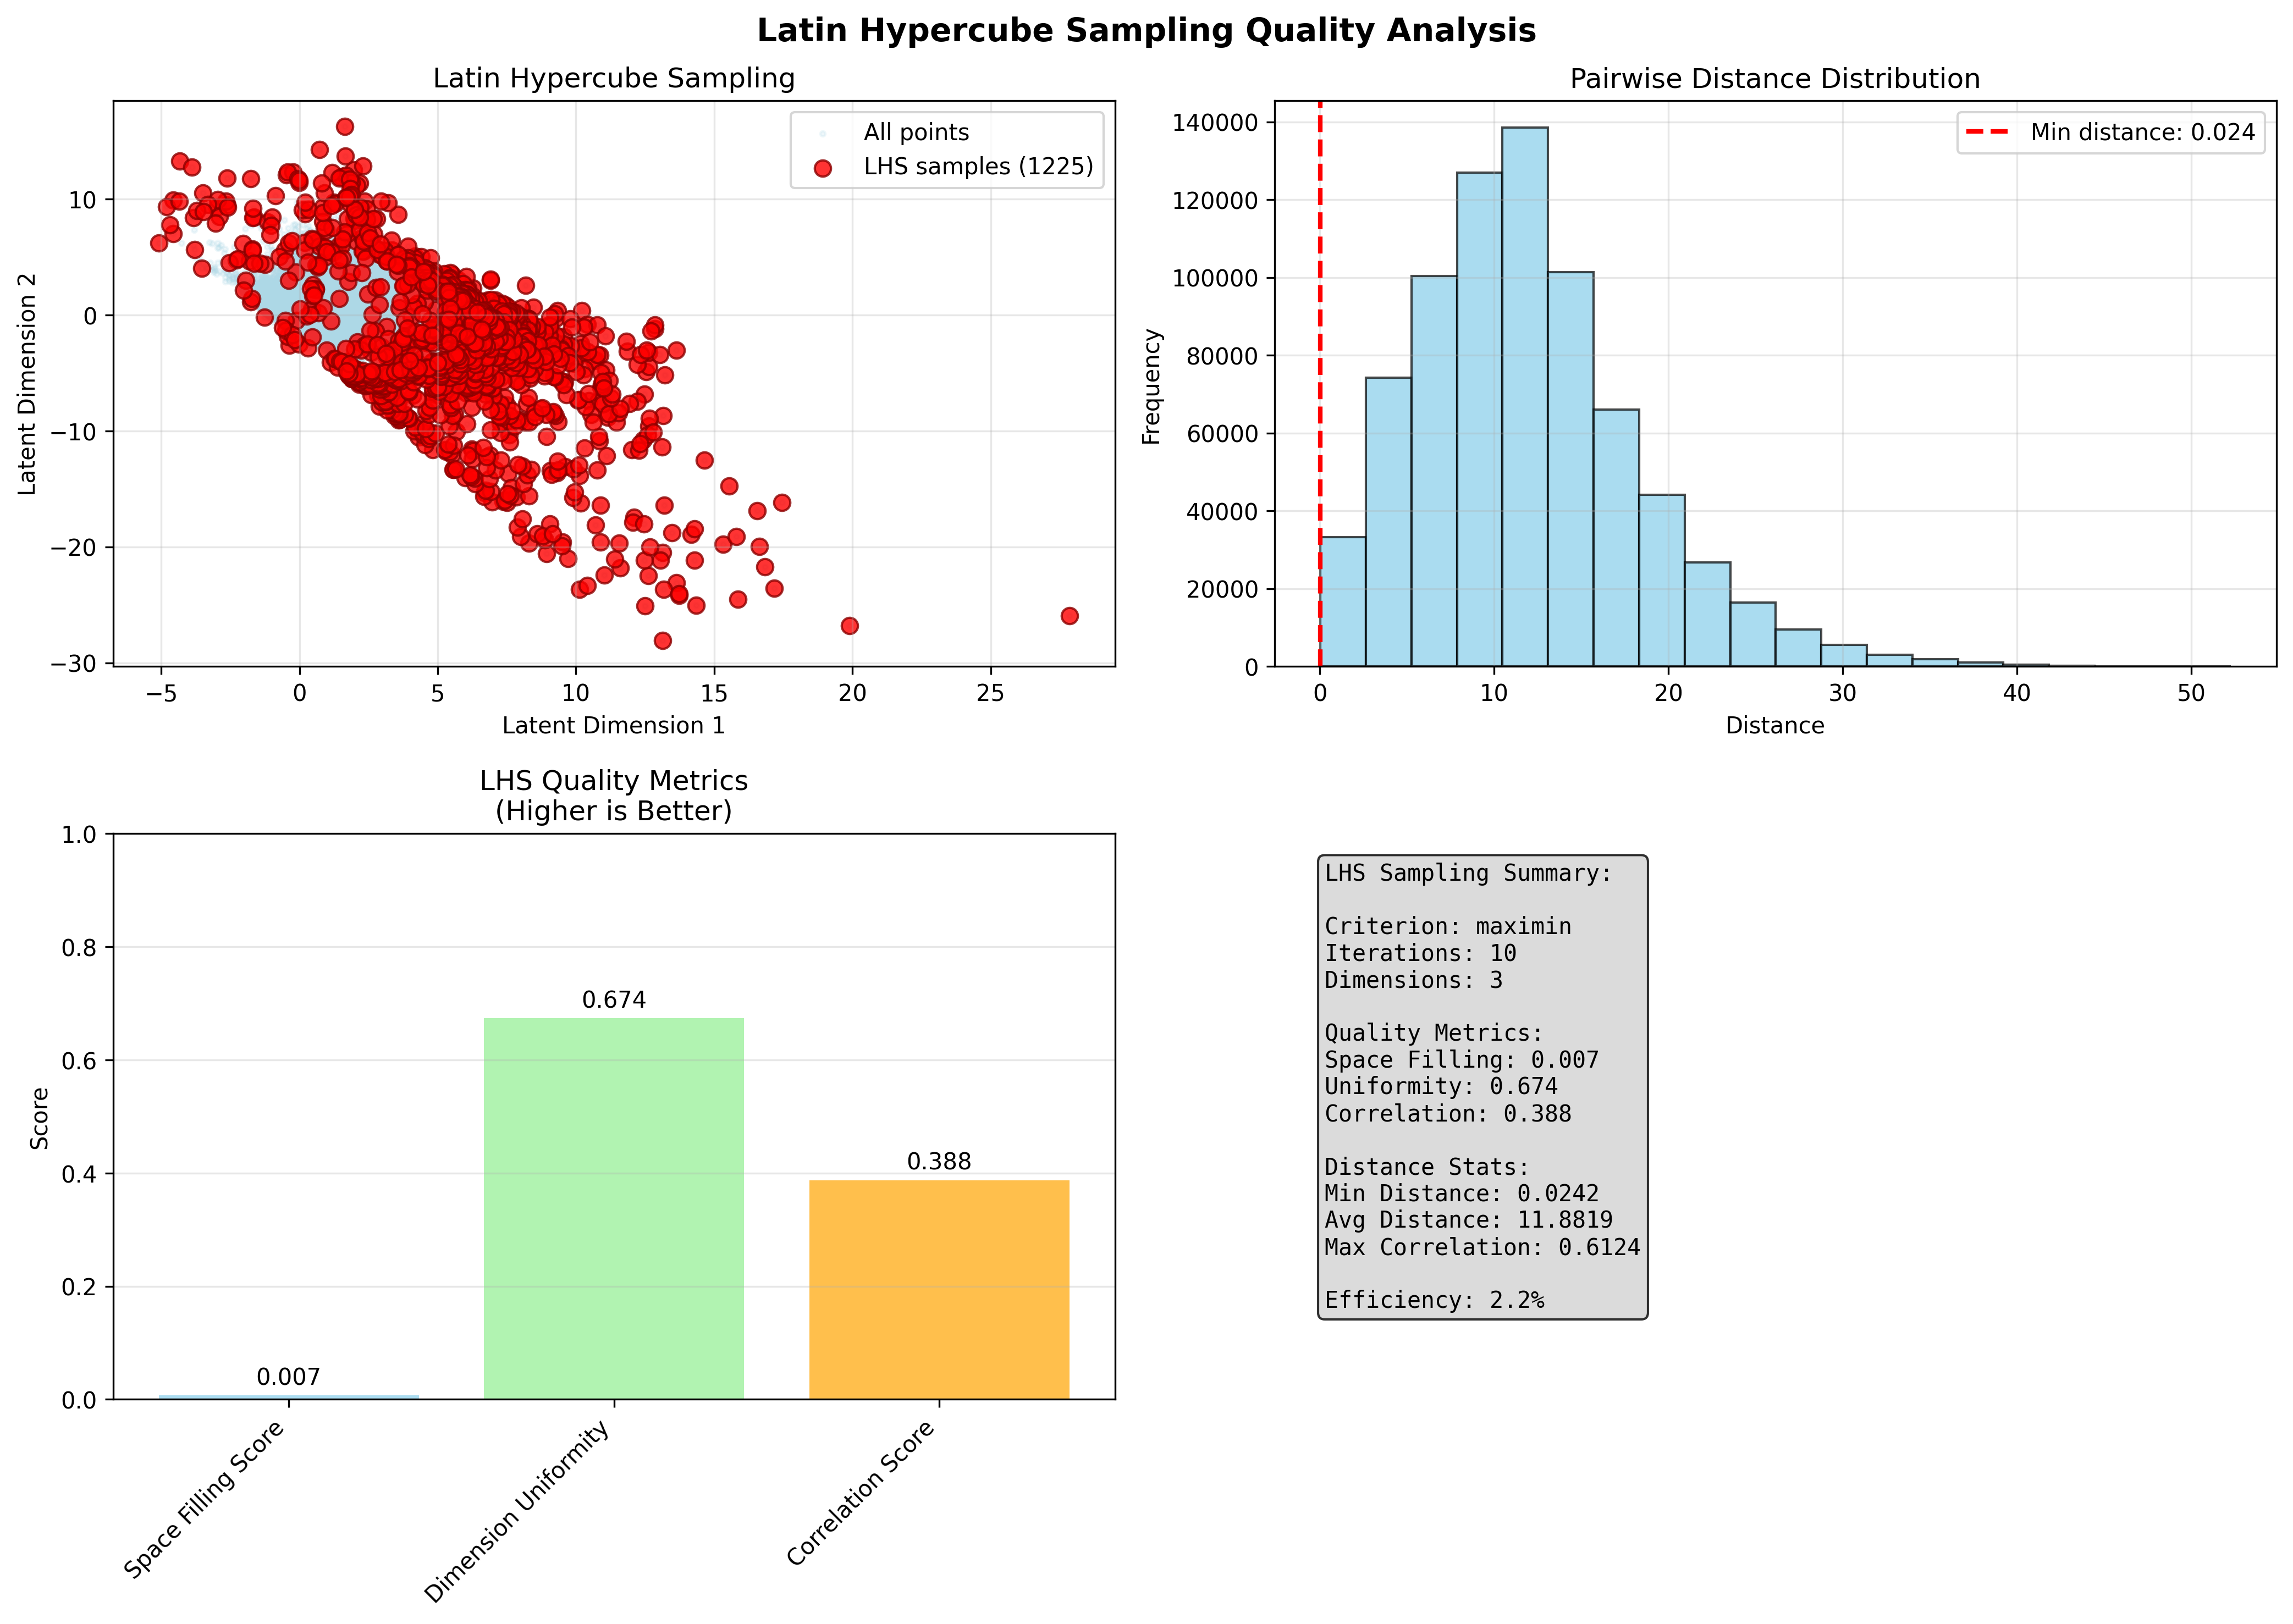 Latin Hypercube Sampling Quality Analysis
Latin Hypercube Sampling
All points
LHS samples (1225)
10
0
−10
−20
−30
Latent Dimension 2
−5
0
5
10
15
20
25
Latent Dimension 1
Pairwise Distance Distribution
Min distance: 0.024
140000
120000
100000
80000
60000
40000
20000
0
Frequency
0
10
20
30
40
50
Distance
LHS Quality Metrics
(Higher is Better)
1.0
0.8
0.6
0.4
0.2
0.0
Score
0.007
0.674
0.388
Space Filling Score
Dimension Uniformity
Correlation Score
LHS Sampling Summary:
Criterion: maximin
Iterations: 10
Dimensions: 3
Quality Metrics:
Space Filling: 0.007
Uniformity: 0.674
Correlation: 0.388
Distance Stats:
Min Distance: 0.0242
Avg Distance: 11.8819
Max Correlation: 0.6124
Efficiency: 2.2%